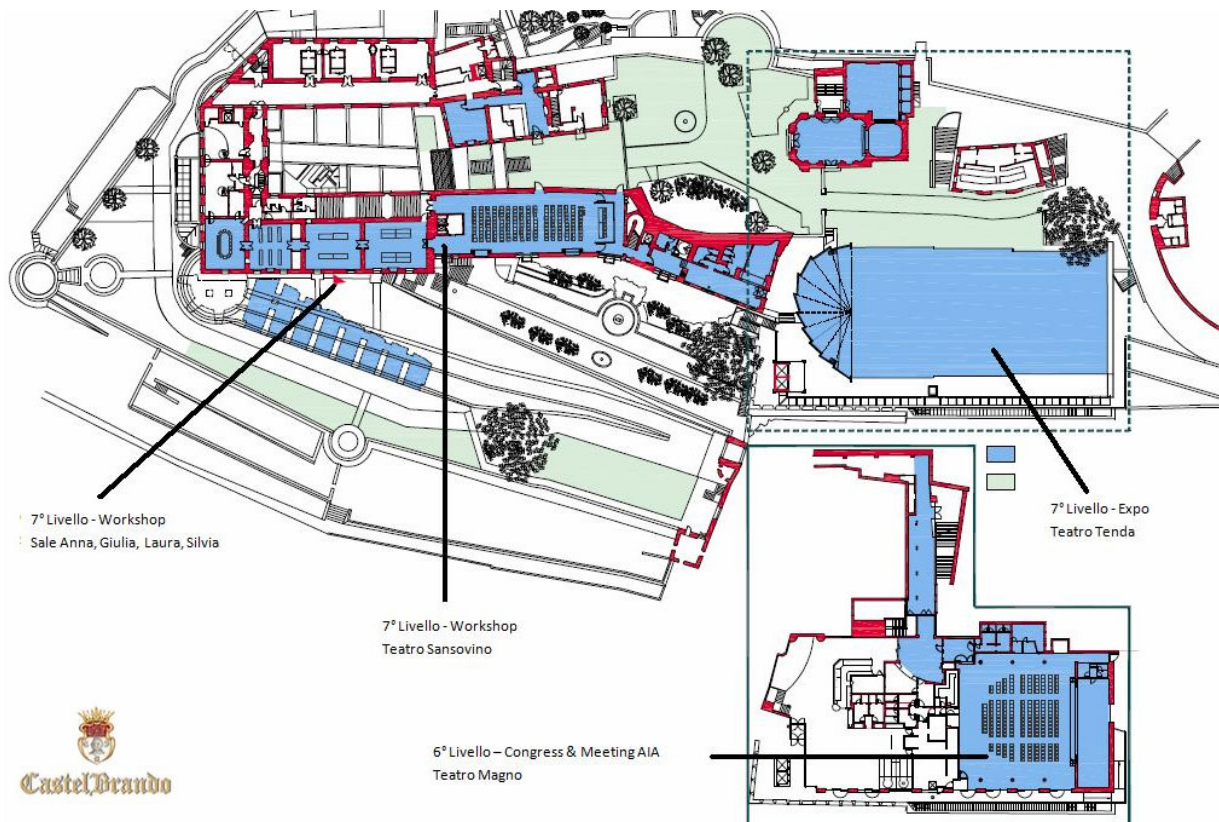 7° Livello - Workshop
Sale Anna, Giulia, Laura, Silvia
7° Livello - Workshop
Teatro Sansovino
7° Livello - Expo
Teatro Tenda
6° Livello – Congress & Meeting AIA
Teatro Magno
CastelBrando